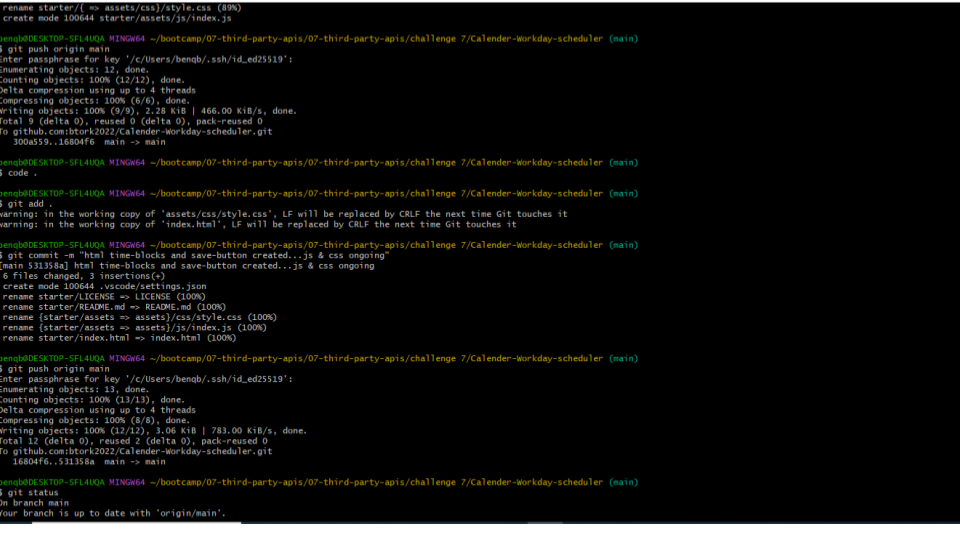 rename starter/{ => assets/css}/style.css (89%)
create mode 100644 starter/assets/js/index.js
benqb@DESKTOP-SFL4UQA MINGW64 ~/bootcamp/07-third-party-apis/07-third-party-apis/challenge 7/Calender-Workday-scheduler (main)
$ git push origin main
Enter passphrase for key '/c/Users/benqb/.ssh/id_ed25519':
Enumerating objects: 12, done.
Counting objects: 100% (12/12), done.
Delta compression using up to 4 threads
Compressing objects: 100% (6/6), done.
Writing objects: 100% (9/9), 2.28 KiB | 466.00 KiB/s, done.
Total 9 (delta 0), reused 0 (delta 0), pack-reused 0
To github.com:btork2022/Calender-Workday-scheduler.git
300a559..16804f6 main -> main
benqb@DESKTOP-SFL4UQA MINGW64 ~/bootcamp/07-third-party-apis/07-third-party-apis/challenge 7/Calender-Workday-scheduler (main)
$ code .
benqb@DESKTOP-SFL4UQA MINGW64 ~/bootcamp/07-third-party-apis/07-third-party-apis/challenge 7/Calender-Workday-scheduler (main)
$ git add .
warning: in the working copy of 'assets/css/style.css', LF will be replaced by CRLF the next time Git touches it
warning: in the working copy of 'index.html', LF will be replaced by CRLF the next time Git touches it
benqb@DESKTOP-SFL4UQA MINGW64 ~/bootcamp/07-third-party-apis/07-third-party-apis/challenge 7/Calender-Workday-scheduler (main)
$ git commit -m "html time-blocks and save-button created...js & css ongoing"
[main 531358a] html time-blocks and save-button created...js & css ongoing
6 files changed, 3 insertions(+)
create mode 100644 .vscode/settings.json
rename starter/LICENSE => LICENSE (100%)
rename starter/README.md => README.md (100%)
rename {starter/assets => assets}/css/style.css (100%)
rename {starter/assets => assets}/js/index.js (100%)
rename starter/index.html => index.html (100%)
benqb@DESKTOP-SFL4UQA MINGW64 ~/bootcamp/07-third-party-apis/07-third-party-apis/challenge 7/Calender-Workday-scheduler (main)
$ git push origin main
Enter passphrase for key '/c/Users/benqb/.ssh/id_ed25519':
Enumerating objects: 13, done.
Counting objects: 100% (13/13), done.
Delta compression using up to 4 threads
Compressing objects: 100% (8/8), done.
Writing objects: 100% (12/12), 3.06 KiB | 783.00 KiB/s, done.
Total 12 (delta 0), reused 2 (delta 0), pack-reused 0
To github.com:btork2022/Calender-Workday-scheduler.git
16804f6..531358a main -> main
benqb@DESKTOP-SFL4UQA MINGW64 ~/bootcamp/07-third-party-apis/07-third-party-apis/challenge 7/Calender-Workday-scheduler (main)
$ git status
On branch main
Your branch is up to date with 'origin/main'.